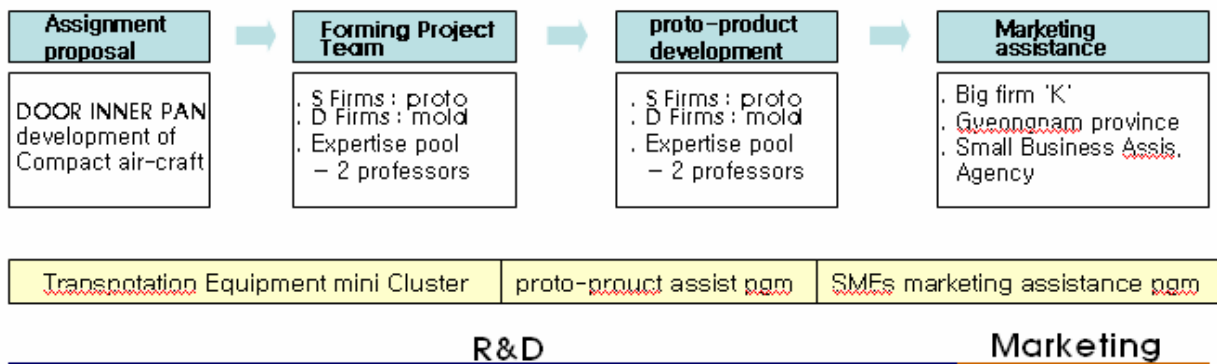 Assignment
proposal
Forming Project
Team
proto-product
development
Marketing
assistance
DOOR INNER PAN
development of
Compact air-craft
. S Firms : proto
. D Firms : mold
. Expertise pool
– 2 professors
. S Firms : proto
. D Firms : mold
. Expertise pool
– 2 professors
. Big firm 'K'
. Gyeongnam province
. Small Business Assis,
Agency
Transpotation Equipment mini Cluster
proto-prouct assist pgm
SMEs marketing assistance pgm
R&D
Marketing